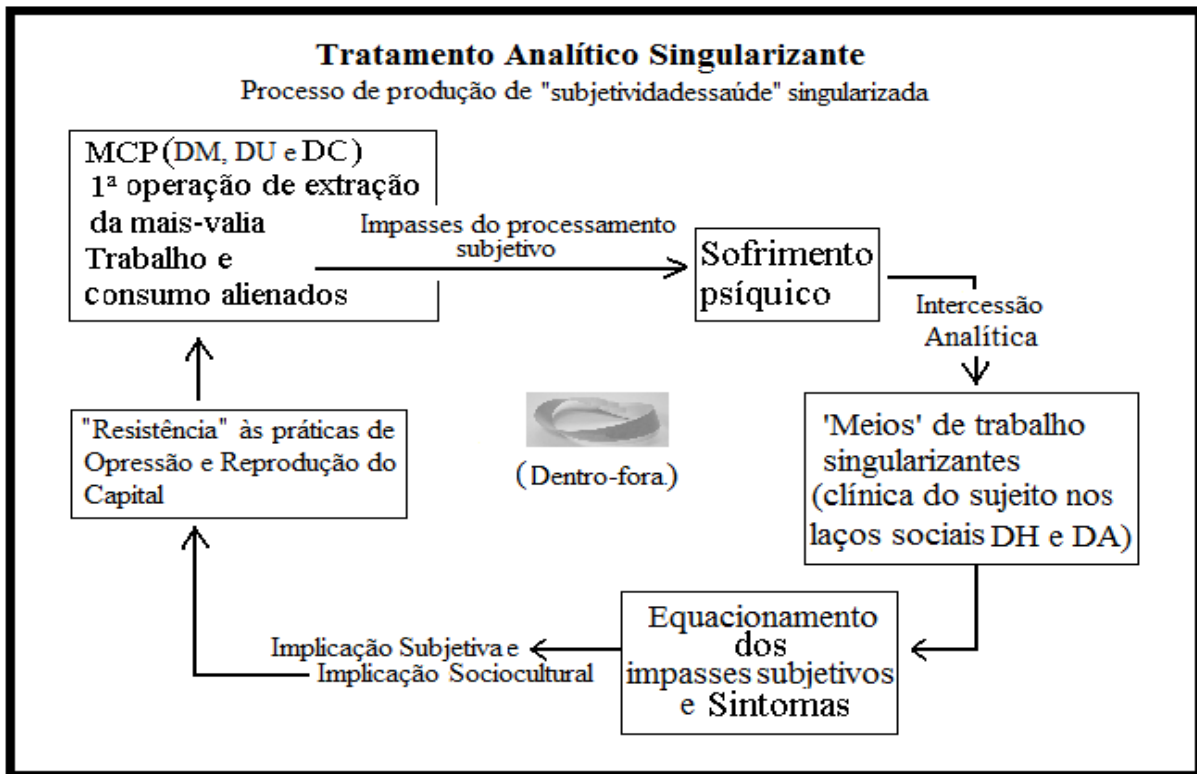 Tratamento Analítico Singularizante
Processo de produção de "subjetividadessaúde" singularizada
MCP(DM, DU e DC)
1ª operação de extração
da mais-valia
Trabalho e
consumo alienados
Impasses do processamento
subjetivo
Sofrimento
psíquico
Intercessão
Analítica
'Meios' de trabalho
singularizantes
(clínica do sujeito nos
laços sociais DH e DA)
Equacionamento
dos
impasses subjetivos
e Sintomas
Implicação Subjetiva e
Implicação Sociocultural
"Resistência" às práticas de
Opressão e Reprodução do
Capital
(Dentro-fora.)